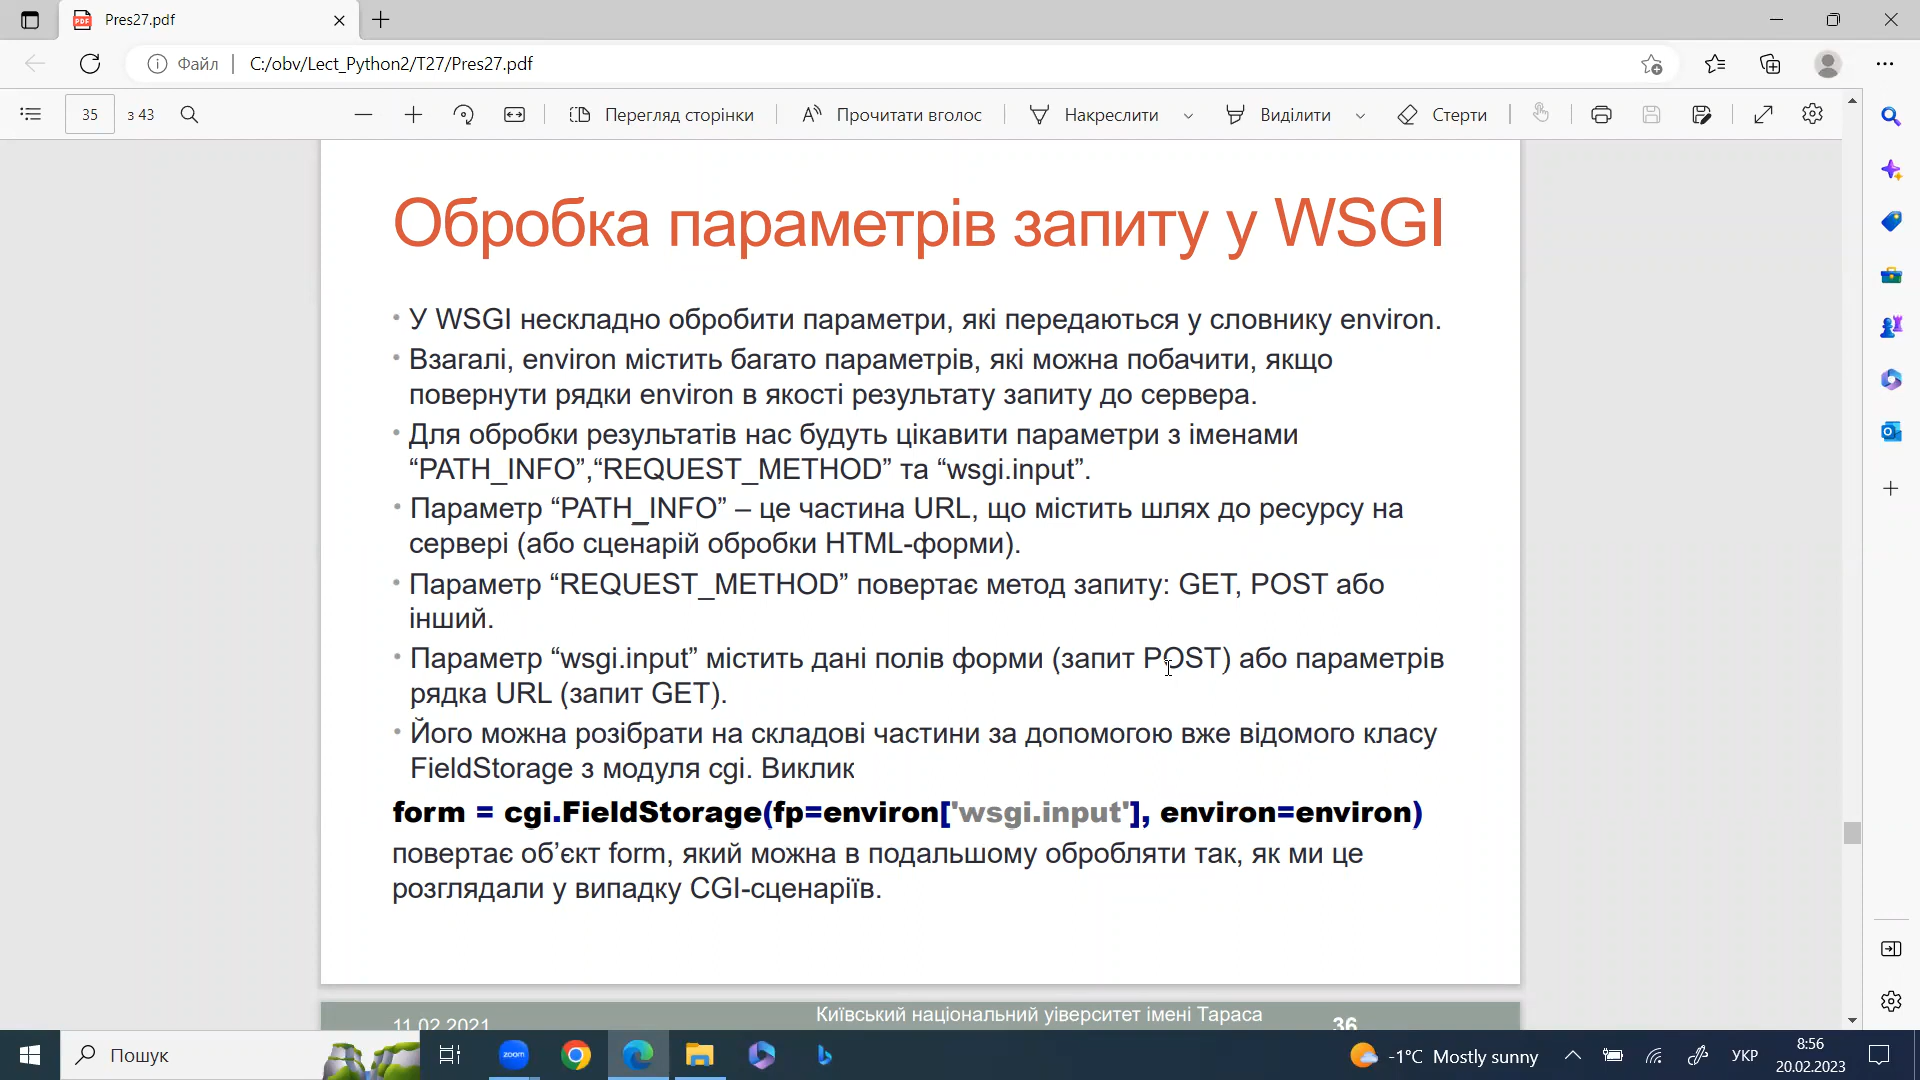 Pres27.pdf
Файл
C:/obv/Lect_Python2/T27/Pres27.pdf
35 з 43
Перегляд сторінки
Прочитати вголос
Накреслити
Виділити
Стерти
Обробка параметрів запиту у WSGI
• У WSGI нескладно обробити параметри, які передаються у словнику environ.
• Взагалі, environ містить багато параметрів, які можна побачити, якщо
повернути рядки environ в якості результату запиту до сервера.
• Для обробки результатів нас будуть цікавити параметри з іменами
“PATH_INFO”,“REQUEST_METHOD” та “wsgi.input”.
• Параметр “PATH_INFO” – це частина URL, що містить шлях до ресурсу на
сервері (або сценарій обробки HTML-форми).
• Параметр “REQUEST_METHOD” повертає метод запиту: GET, POST або
інший.
• Параметр “wsgi.input” містить дані полів форми (запит POST) або параметрів
рядка URL (запит GET).
• Його можна розібрати на складові частини за допомогою вже відомого класу
FieldStorage з модуля cgi. Виклик
form = cgi.FieldStorage(fp=environ['wsgi.input'], environ=environ)
повертає об’єкт form, який можна в подальшому обробляти так, як ми це
розглядали у випадку CGI-сценаріїв.
Київський національний уіверситет імені Тараса
11.02.2021
36
Пошук
zoom
-1°C Mostly sunny
УКР
8:56
20.02.2023